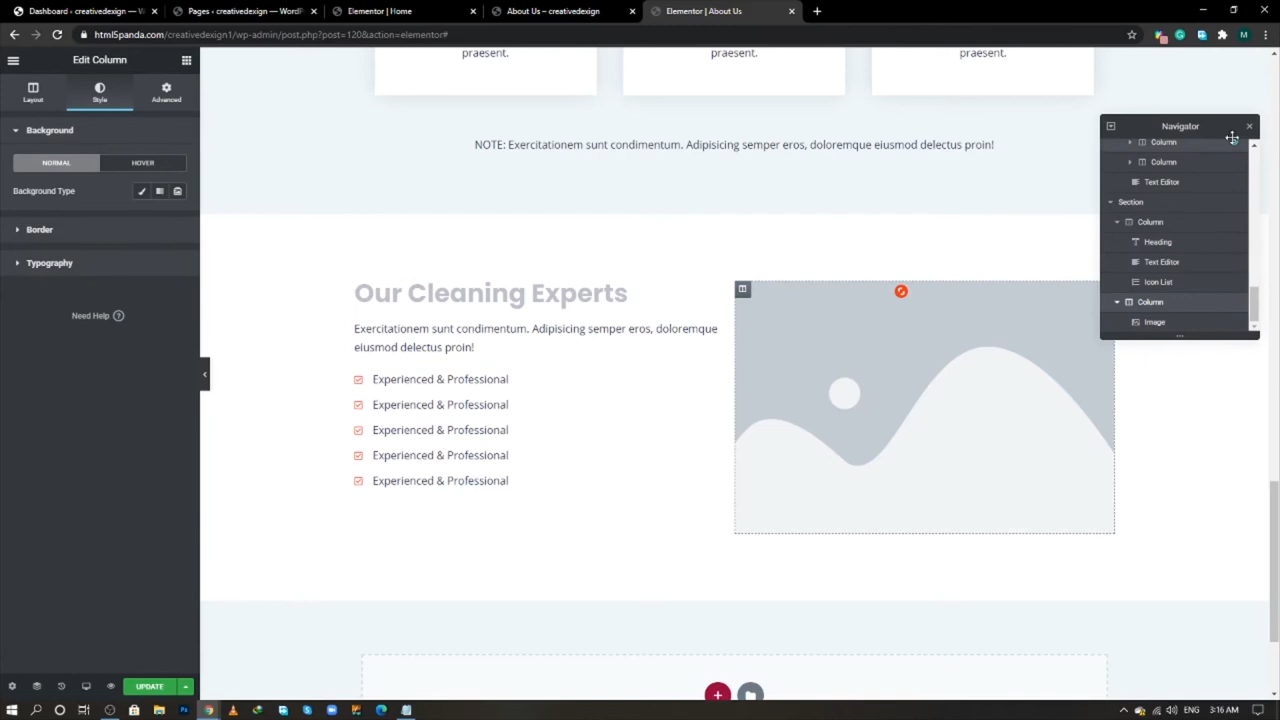 Dashboard ‹ creativedexign — W
Pages ‹ creativedexign — WordP
Elementor | Home
About Us – creativedexign
Elementor | About Us
html5panda.com/creativedexign1/wp-admin/post.php?post=120&action=elementor#
M
Edit Column
Layout
Style
Advanced
Background
NORMAL
HOVER
Background Type
Border
Typography
Need Help
UPDATE
praesent.
praesent.
praesent.
NOTE: Exercitationem sunt condimentum. Adipisicing semper eros, doloremque eiusmod delectus proin!
Our Cleaning Experts
Exercitationem sunt condimentum. Adipisicing semper eros, doloremque
eiusmod delectus proin!
Experienced & Professional
Experienced & Professional
Experienced & Professional
Experienced & Professional
Experienced & Professional
Navigator
Column
Column
Text Editor
Section
Column
Heading
Text Editor
Icon List
Column
Image
ENG
3:16 AM